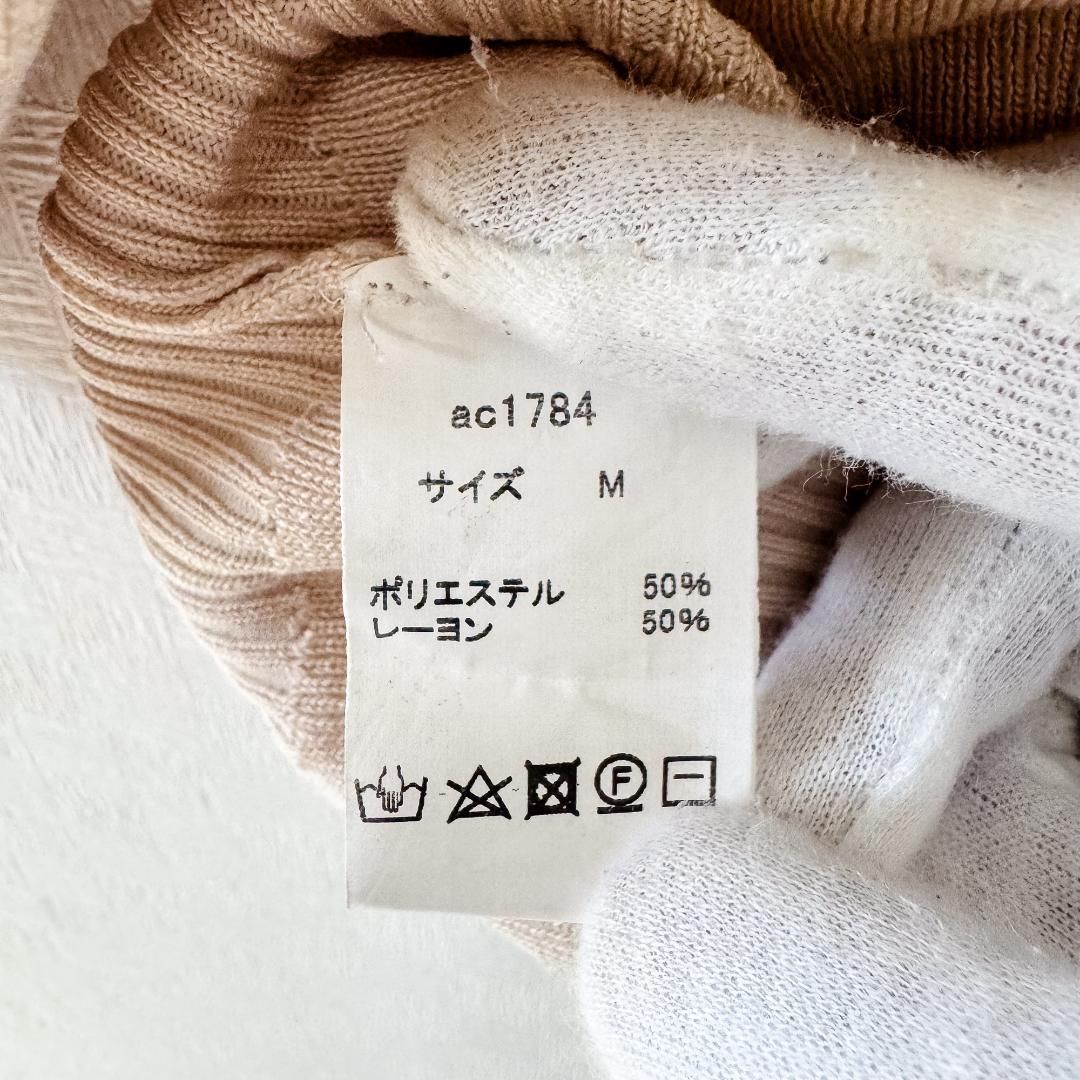 ac1784
サイズ M
ポリエステル 50%
レーヨン 50%
F